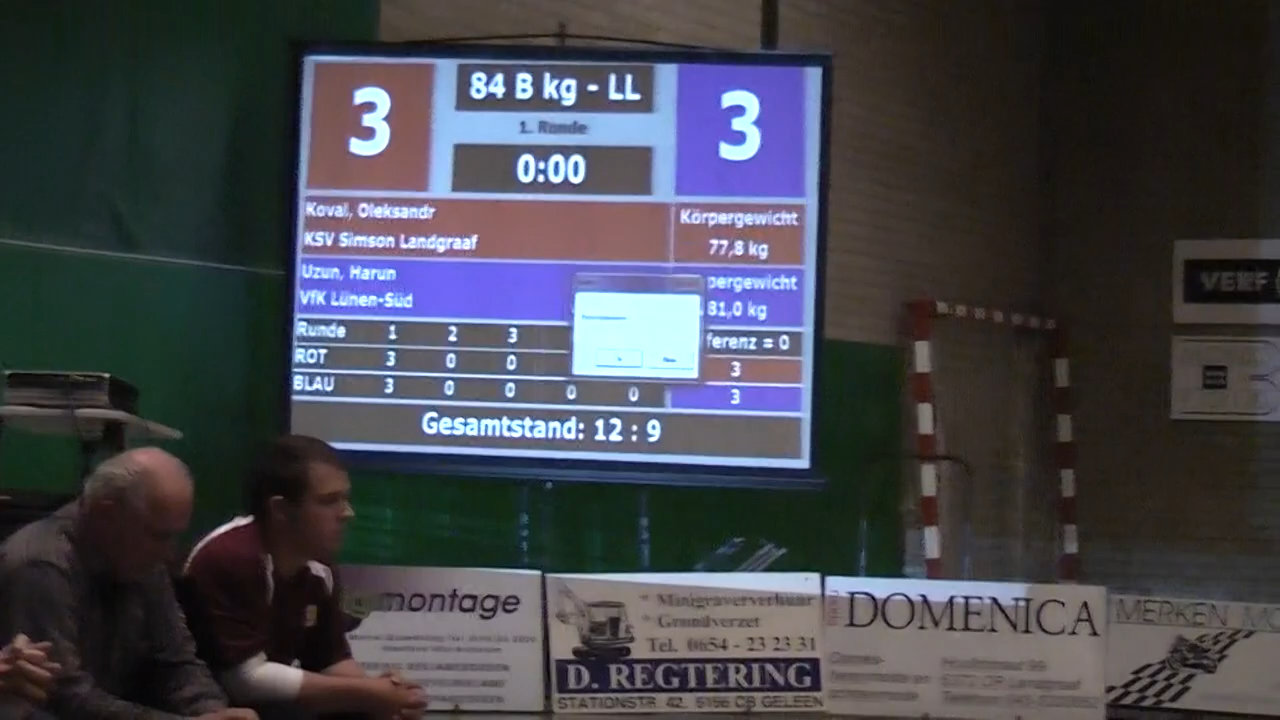 3
84 B kg - LL
3
1. Runde
0:00
Koval, Oleksandr
KSV Simson Landgraaf
Körpergewicht
77,8 kg
Uzun, Harun
VfK Lünen-Süd
pergewicht
81,0 kg
Runde 1 2 3
ferenz = 0
ROT 3 0 0
3
BLAU 3 0 0 0 0
3
Gesamtstand: 12 : 9
montage
* Minigraververhuur
* Grondverzet
Tel. 0654 - 23 23 31
D. REGTERING
STATIONSTR. 42, 6166 CB GELEEN
DOMENICA
MERKEN MO
VERF